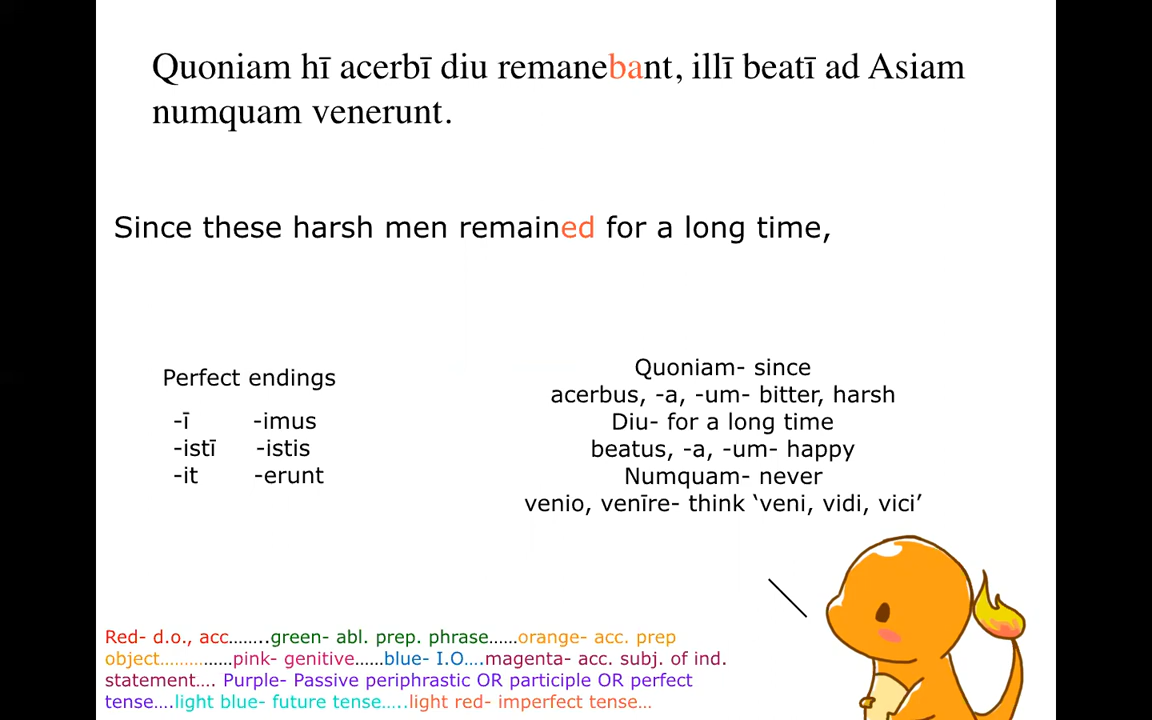 Quoniam hī acerbī diu remanebant, illī beatī ad Asiam
numquam venerunt.
Since these harsh men remained for a long time,
Perfect endings
-ī -imus
-istī -istis
-it -erunt
Quoniam- since
acerbus, -a, -um- bitter, harsh
Diu- for a long time
beatus, -a, -um- happy
Numquam- never
venio, venīre- think ‘veni, vidi, vici’
Red- d.o., acc……..green- abl. prep. phrase……orange- acc. prep
object……………pink- genitive……blue- I.O….magenta- acc. subj. of ind.
statement…. Purple- Passive periphrastic OR participle OR perfect
tense….light blue- future tense…..light red- imperfect tense…